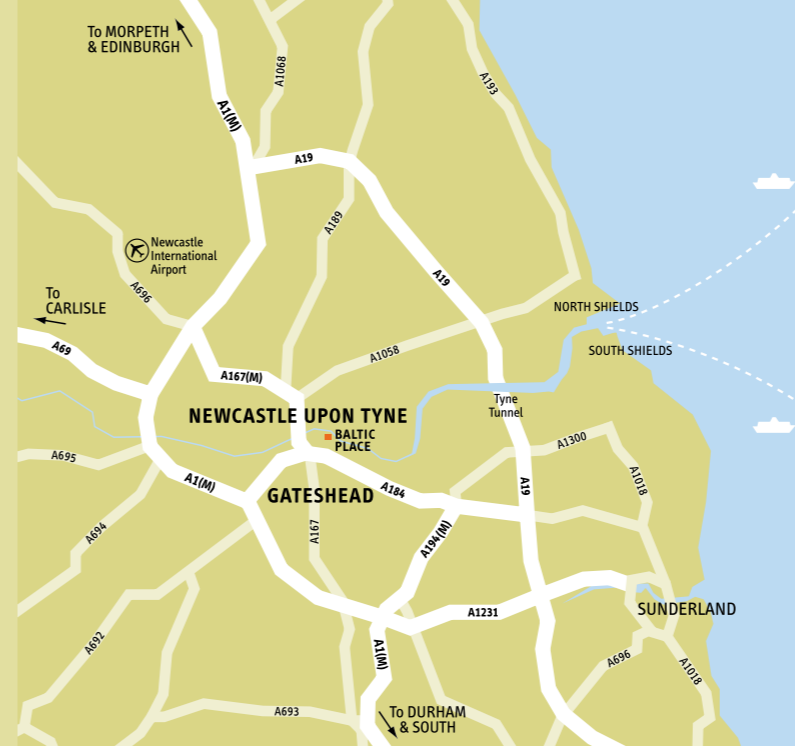 To MORPETH
& EDINBURGH
A1068
A193
A1(M)
A19
A189
Newcastle
International
Airport
A696
A19
To
CARLISLE
NORTH SHIELDS
A69
A1058
SOUTH SHIELDS
A167(M)
Tyne
Tunnel
NEWCASTLE UPON TYNE
BALTIC
PLACE
A1300
A695
A1(M)
GATESHEAD
A184
A19
A1018
A694
A167
A194(M)
A1231
SUNDERLAND
A692
A1(M)
A696
A1018
A693
To DURHAM
& SOUTH